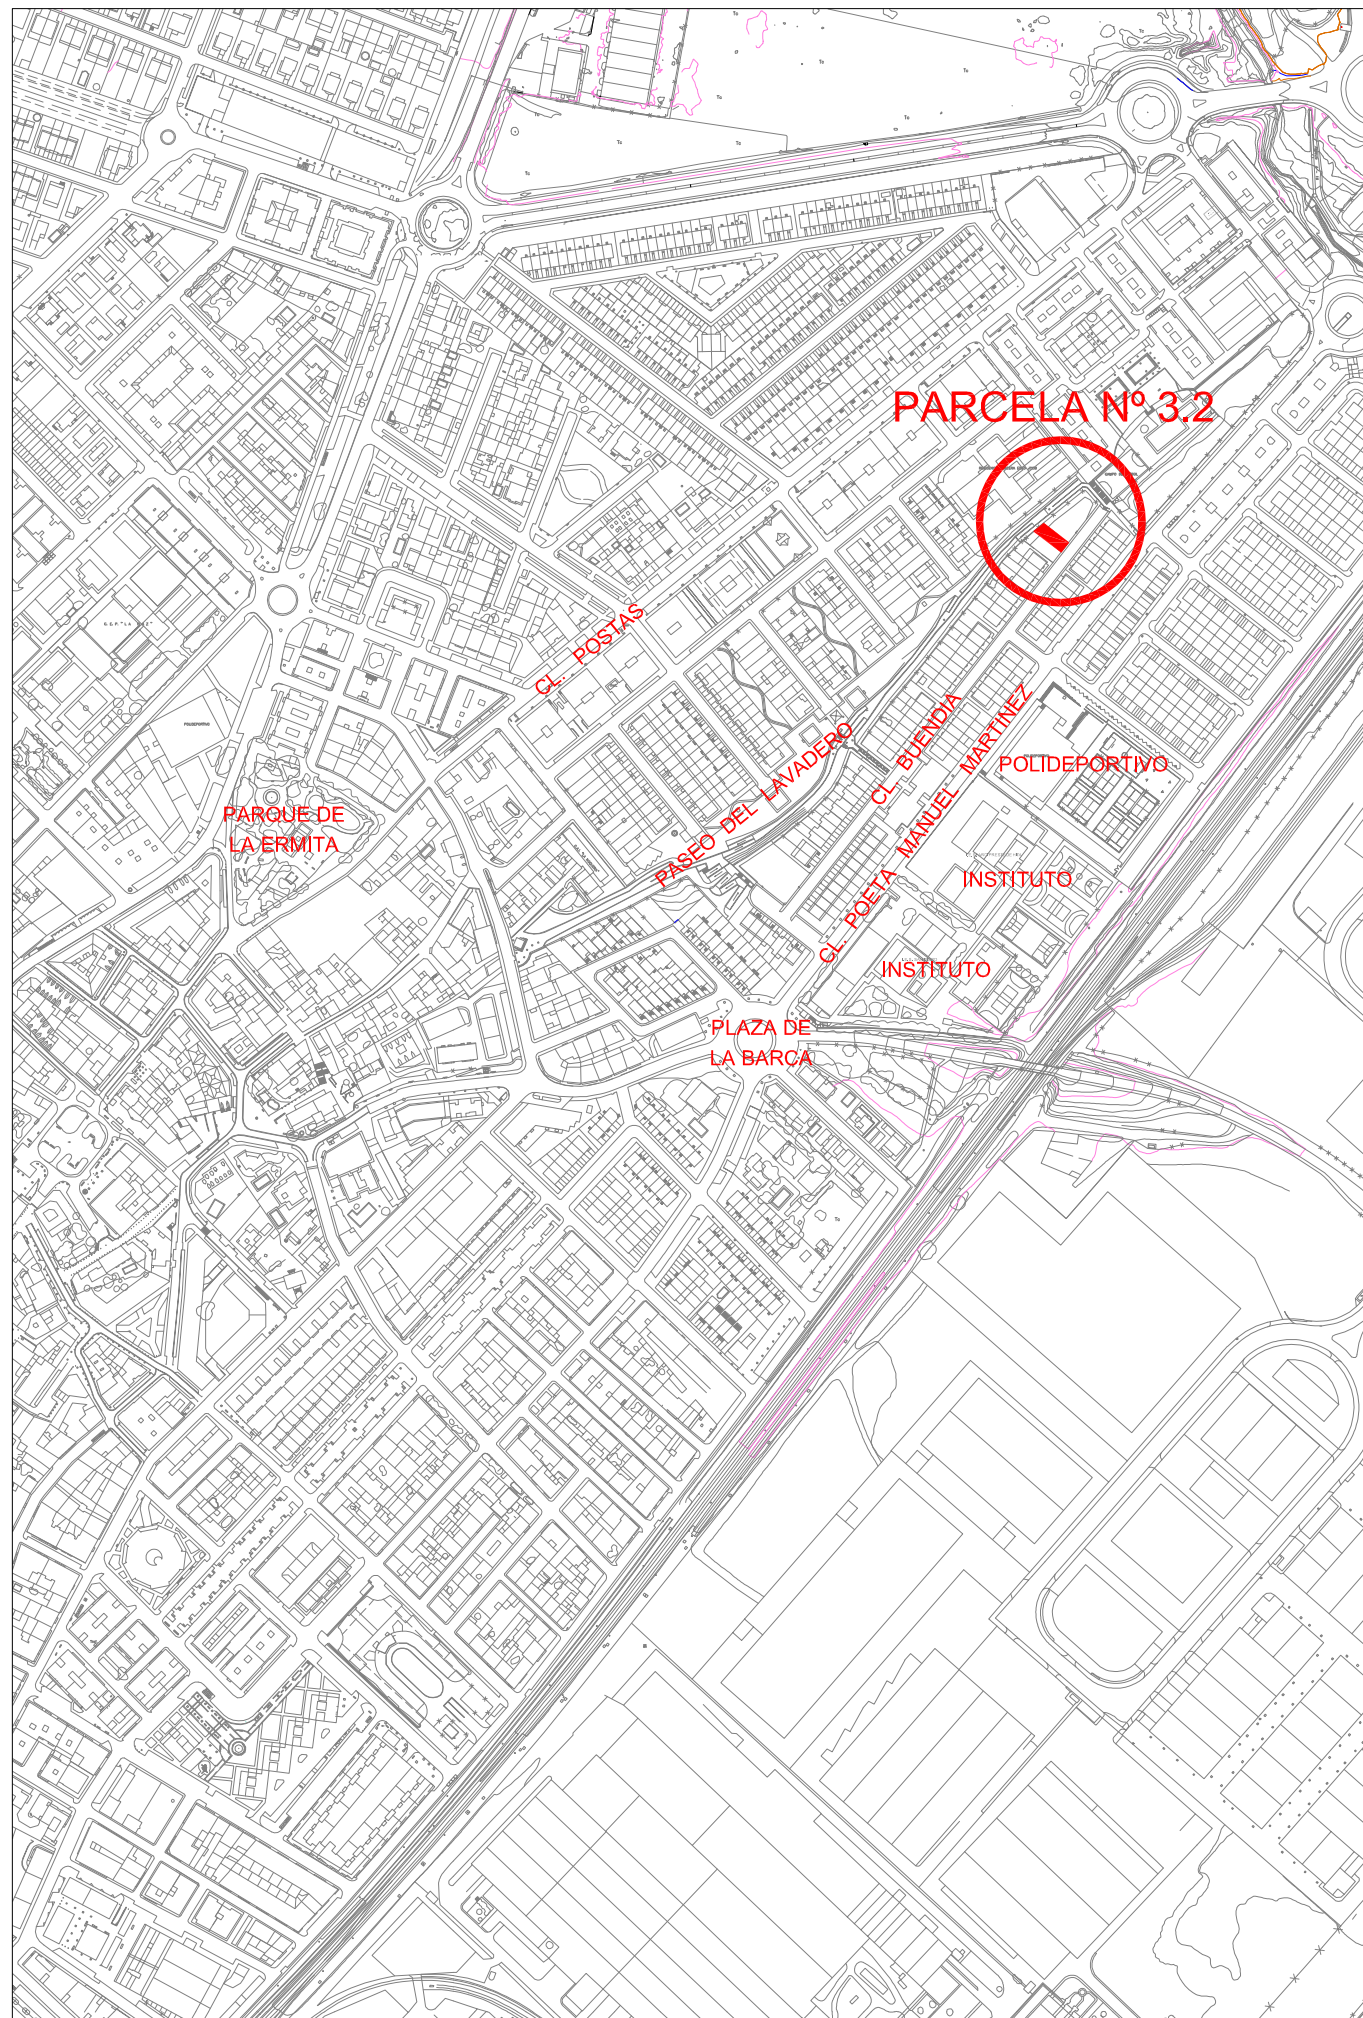 PARCELA Nº 3.2
CL. POSTAS
CL. BUENDIA
PASEO DEL LAVADERO
CL. POETA MANUEL MARTINEZ
POLIDEPORTIVO
PARQUE DE
LA ERMITA
INSTITUTO
INSTITUTO
PLAZA DE
LA BARCA